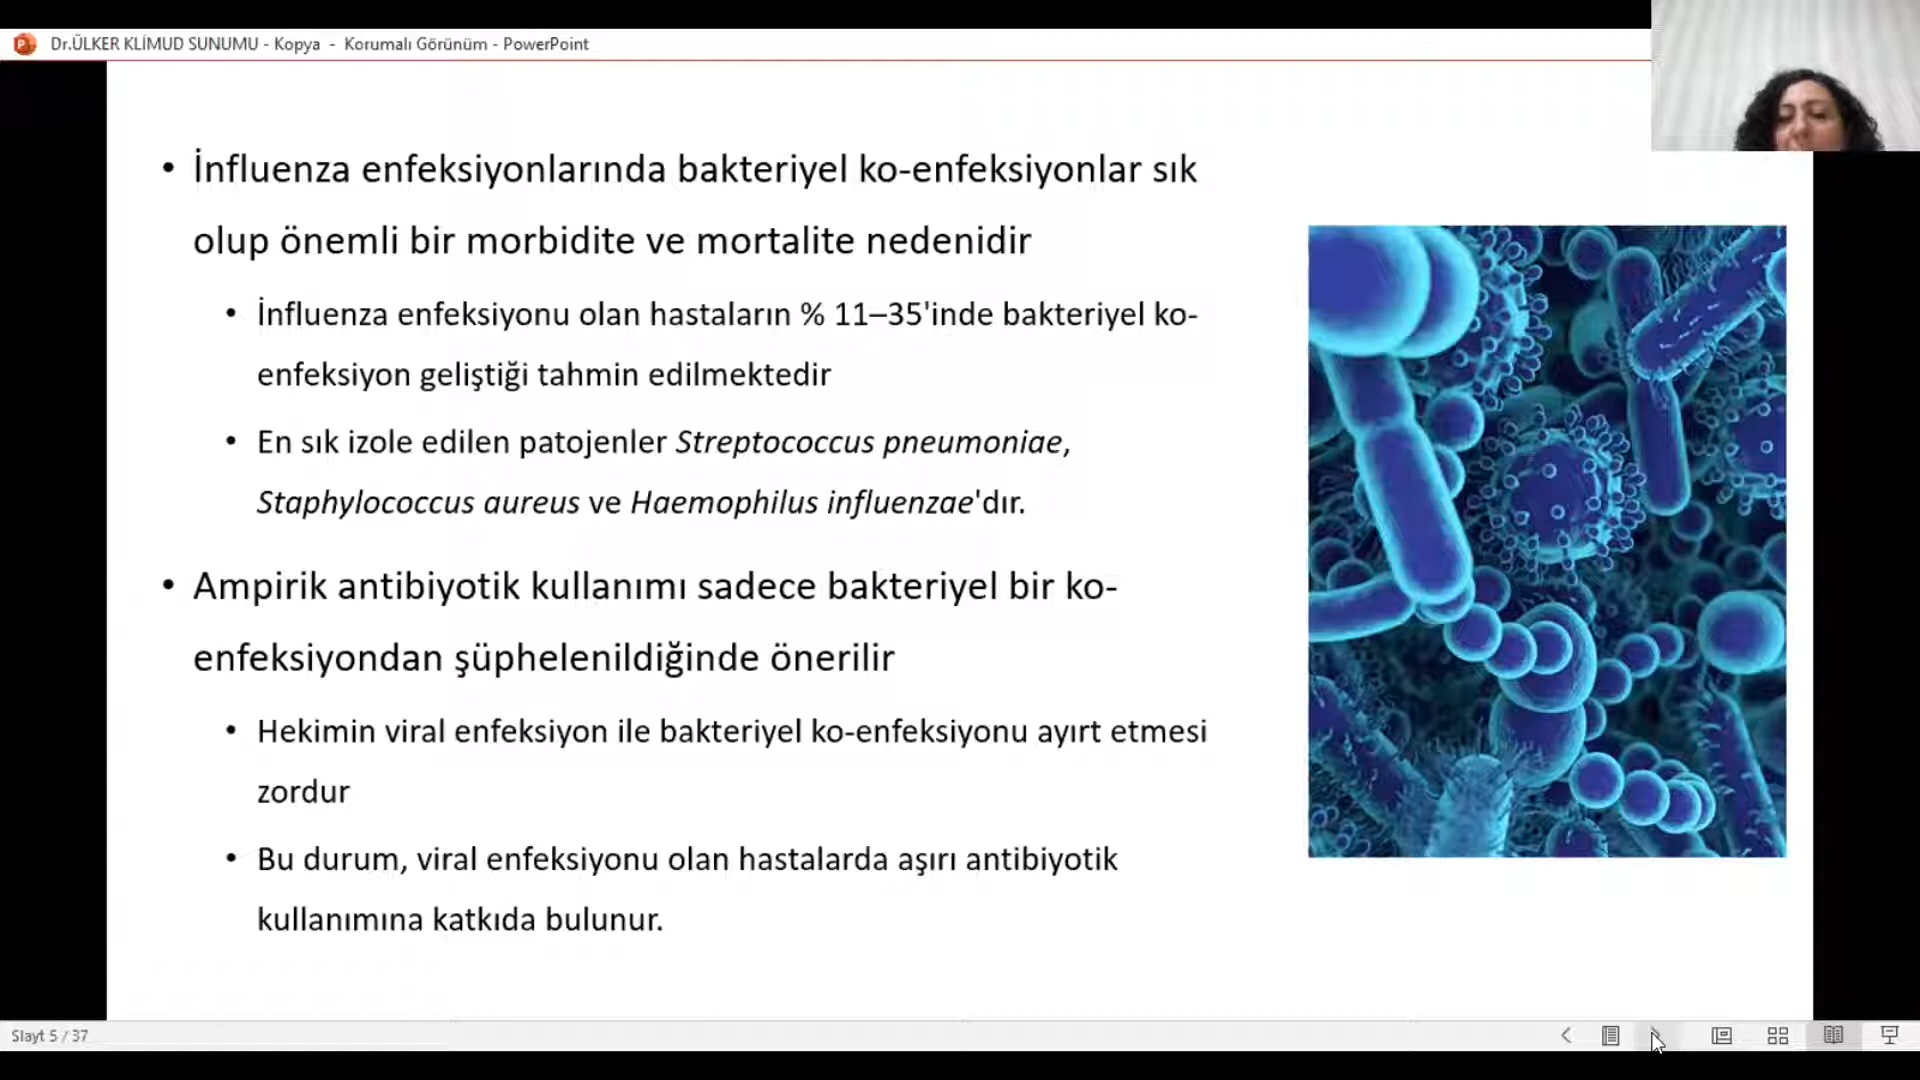 Dr.ÜLKER KLİMUD SUNUMU - Kopya - Korumalı Görünüm - PowerPoint
• İnfluenza enfeksiyonlarında bakteriyel ko-enfeksiyonlar sık
olup önemli bir morbidite ve mortalite nedenidir
• İnfluenza enfeksiyonu olan hastaların % 11–35'inde bakteriyel ko-
enfeksiyon geliştiği tahmin edilmektedir
• En sık izole edilen patojenler Streptococcus pneumoniae,
Staphylococcus aureus ve Haemophilus influenzae'dır.
• Ampirik antibiyotik kullanımı sadece bakteriyel bir ko-
enfeksiyondan şüphelenildiğinde önerilir
• Hekimin viral enfeksiyon ile bakteriyel ko-enfeksiyonu ayırt etmesi
zordur
• Bu durum, viral enfeksiyonu olan hastalarda aşırı antibiyotik
kullanımına katkıda bulunur.
Slayt 5 / 37